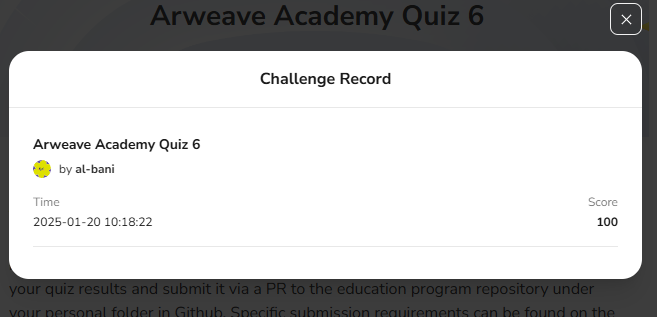 Arweave Academy Quiz 6
Challenge Record
Arweave Academy Quiz 6
by al-bani
Time Score
2025-01-20 10:18:22 100
your quiz results and submit it via a PR to the education program repository under
your personal folder in Github. Specific submission requirements can be found on the